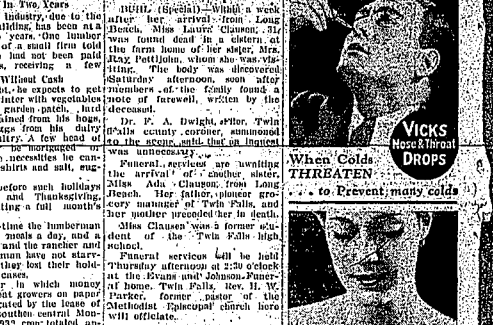 In Two Years
industry, due to the
building, has been at a
years. One lumber
of a small firm told
had not been paid
s, receiving a few
Without Cash
he expects to get
inter with vegetables
garden patch, lard
ained from his hogs,
ggs from his dairy
ltry. A few head of
be mortgaged or
necessities he can-
shirts and salt, sug-
before such holidays
and Thanksgiving,
ting a full month's
time the lumberman
meals a day, and a
and the rancher and
man have not starv-
they lost their hold-
cases.
in which money
growers on paper
cated by the lease of
southern central Mon-
BUHL (Special)—Within a week
after her arrival from Long
Beach, Miss Laura Clauson, 31,
was found dead in a cistern at
the farm home of her sister, Mrs.
Ray Pettijohn, whom she was vis-
iting. The body was discovered
Saturday afternoon, soon after
members of the family found a
note of farewell, written by the
deceased.
Dr. F. A. Dwight, Filer, Twin
Falls county coroner, summoned
to the scene, said that an inquest
was unnecessary.
Funeral services are awaiting
the arrival of another sister,
Miss Ada Clauson, from Long
Beach. Her father, pioneer gro-
cery manager of Twin Falls, and
her mother preceded her in death.
Miss Clauson was a former stu-
dent of the Twin Falls high
school.
Funeral services will be held
Thursday afternoon at 2:30 o'clock
at the Evans and Johnson Funer-
al home, Twin Falls. Rev. H. W.
Parker, former pastor of the
Methodist Episcopal church here
will officiate.
VICKS
Nose & Throat
DROPS
When Colds
THREATEN
. . . to Prevent many colds